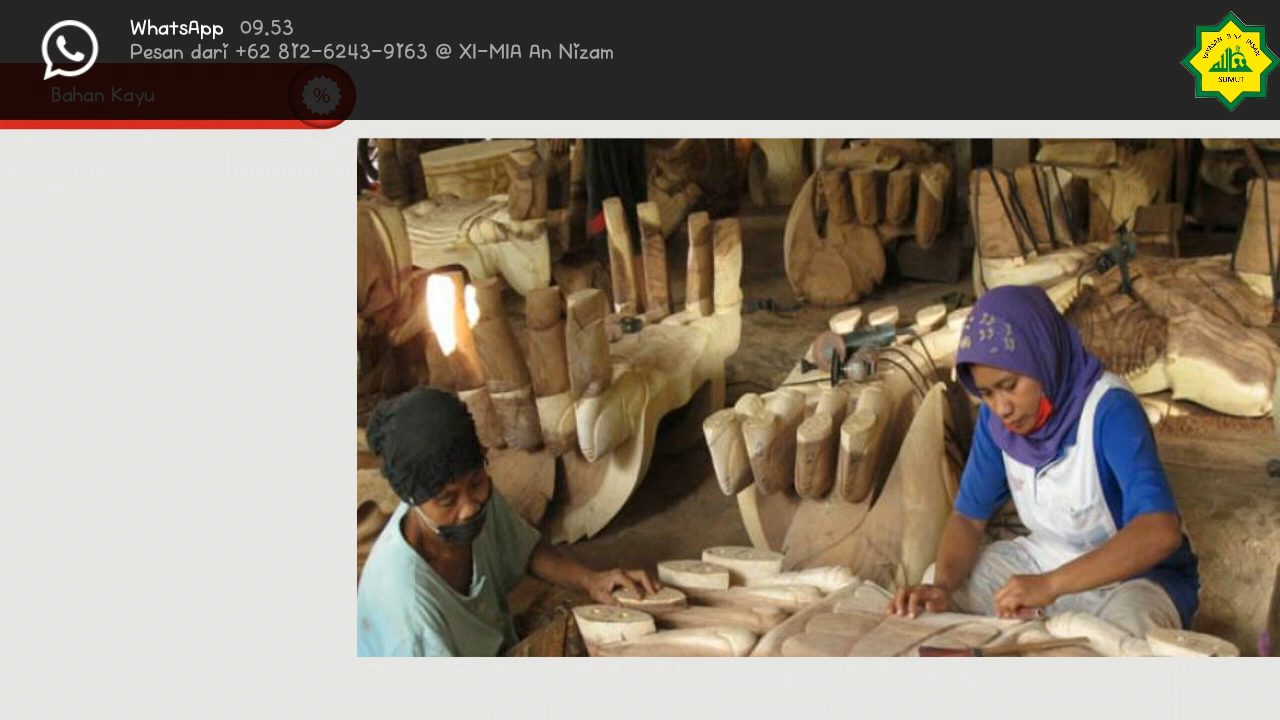 WhatsApp 09.53
Pesan dari +62 812-6243-9163 @ XI-MIA An Nizam
Bahan Kayu
%
SUMUT